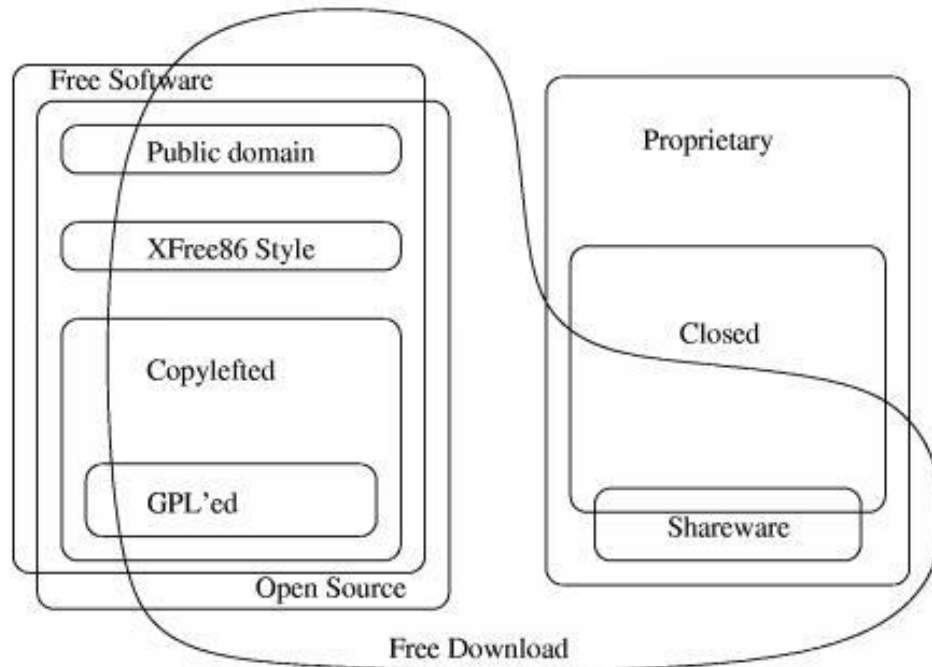 Free Software
Public domain
XFree86 Style
Copylefted
GPL'ed
Open Source
Proprietary
Closed
Shareware
Free Download